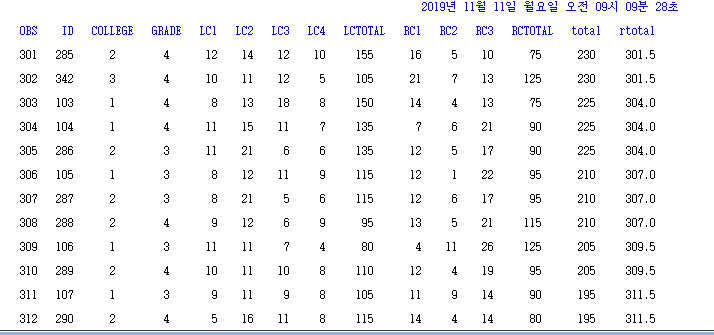 2019년 11월 11일 월요일 오전 09시 09분 28초
OBS ID COLLEGE GRADE LC1 LC2 LC3 LC4 LCTOTAL RC1 RC2 RC3 RCTOTAL total rtotal
301 285 2 4 12 14 12 10 155 16 5 10 75 230 301.5
302 342 3 4 10 11 12 5 105 21 7 13 125 230 301.5
303 103 1 4 8 13 18 8 150 14 4 13 75 225 304.0
304 104 1 4 11 15 11 7 135 7 6 21 90 225 304.0
305 286 2 3 11 21 6 6 135 12 5 17 90 225 304.0
306 105 1 3 8 12 11 9 115 12 1 22 95 210 307.0
307 287 2 3 8 21 5 6 115 12 6 17 95 210 307.0
308 288 2 4 9 12 6 9 95 13 5 21 115 210 307.0
309 106 1 3 11 11 7 4 80 4 11 26 125 205 309.5
310 289 2 4 10 11 10 8 110 12 4 19 95 205 309.5
311 107 1 3 9 11 9 8 105 11 9 14 90 195 311.5
312 290 2 4 5 16 11 8 115 14 4 14 80 195 311.5